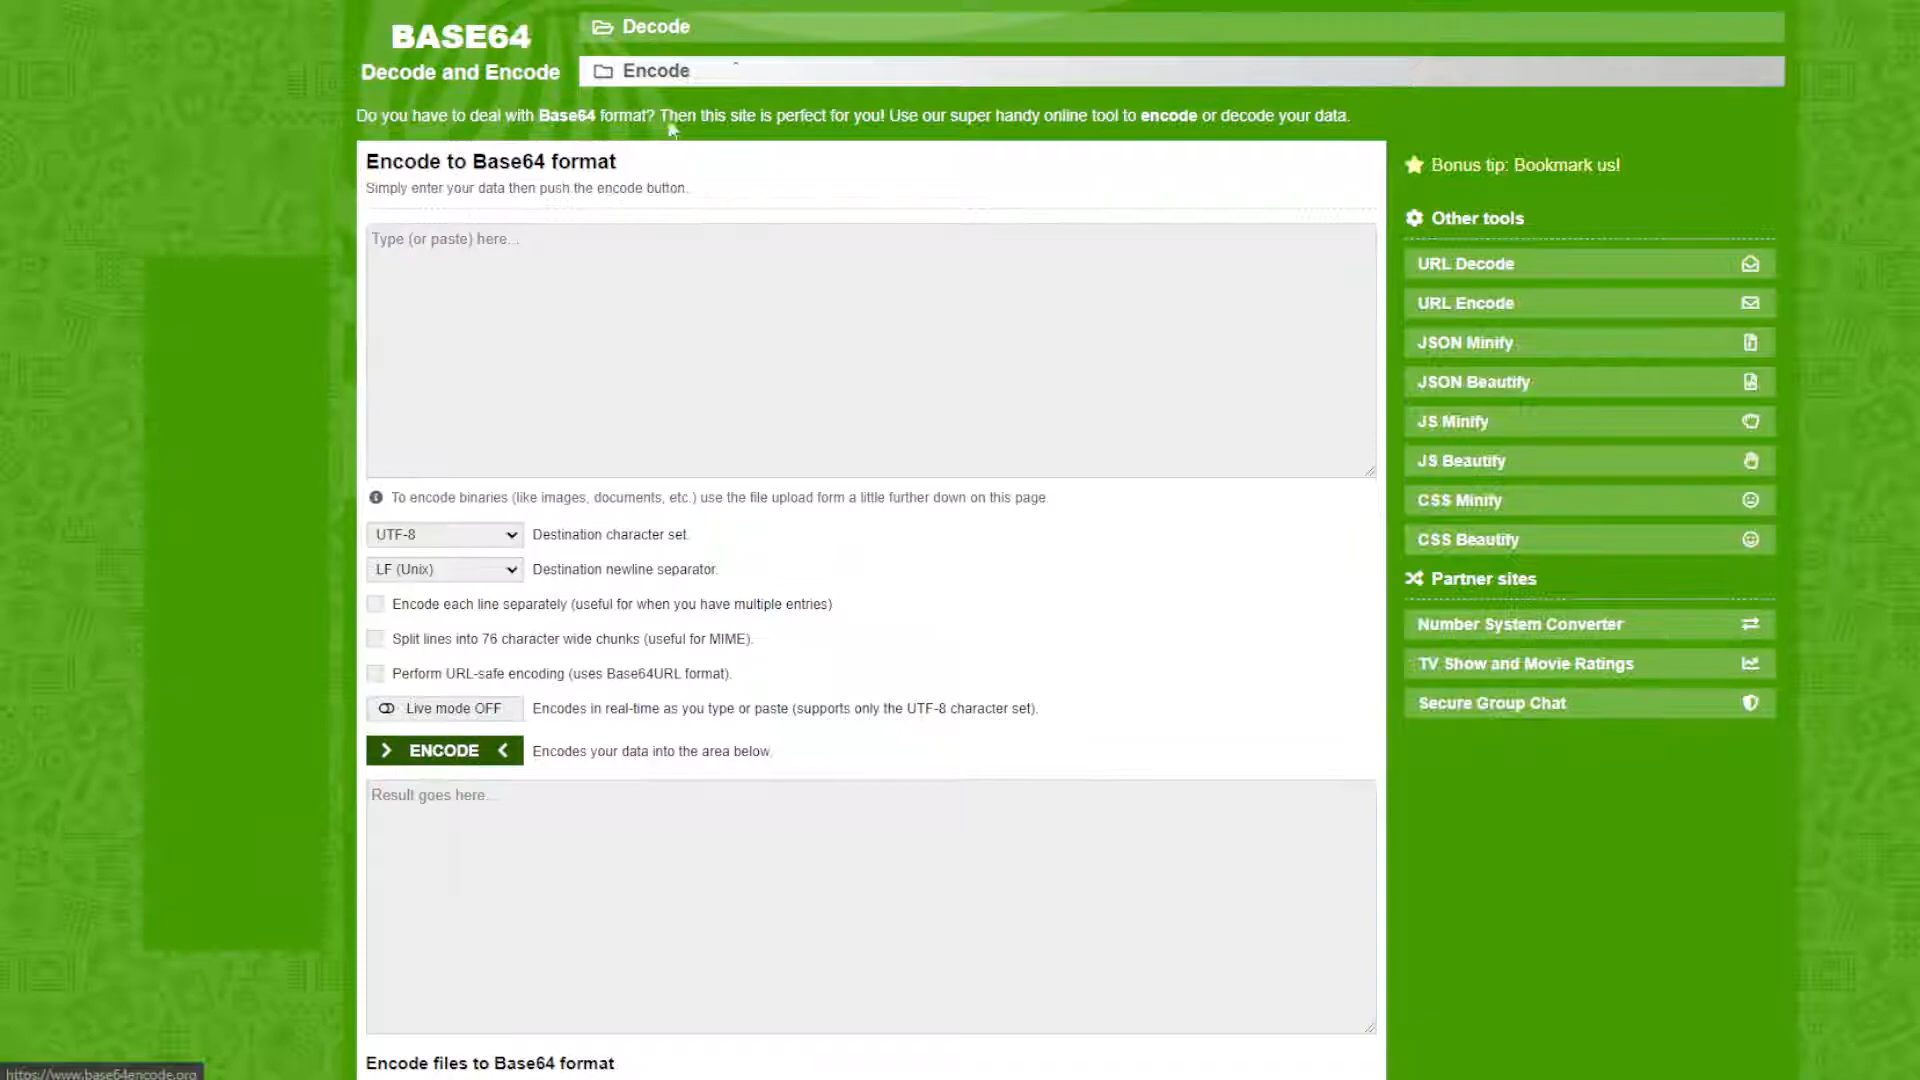 BASE64
Decode and Encode
Decode
Encode
Do you have to deal with Base64 format? Then this site is perfect for you! Use our super handy online tool to encode or decode your data.
Encode to Base64 format
Simply enter your data then push the encode button.
Type (or paste) here...
To encode binaries (like images, documents, etc.) use the file upload form a little further down on this page.
UTF-8 Destination character set.
LF (Unix) Destination newline separator.
Encode each line separately (useful for when you have multiple entries)
Split lines into 76 character wide chunks (useful for MIME).
Perform URL-safe encoding (uses Base64URL format).
Live mode OFF Encodes in real-time as you type or paste (supports only the UTF-8 character set).
> ENCODE < Encodes your data into the area below.
Result goes here...
Encode files to Base64 format
Bonus tip: Bookmark us!
Other tools
URL Decode
URL Encode
JSON Minify
JSON Beautify
JS Minify
JS Beautify
CSS Minify
CSS Beautify
Partner sites
Number System Converter
TV Show and Movie Ratings
Secure Group Chat
https://www.base64encode.org